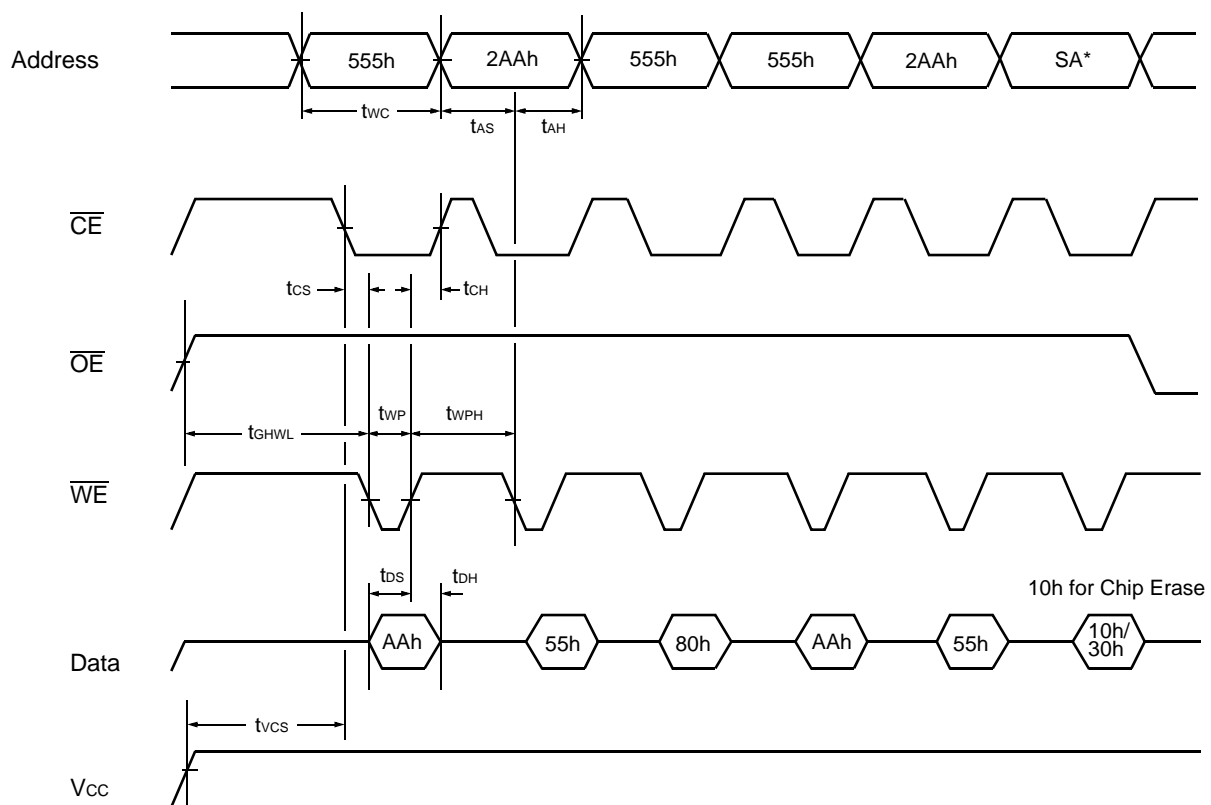 Address 555h 2AAh 555h 555h 2AAh SA*
tWC tAS tAH
CE
tCS tCH
OE
tGHWL tWP tWPH
WE
tDS tDH
10h for Chip Erase
Data AAh 55h 80h AAh 55h 10h/
30h
tVCS
VCC